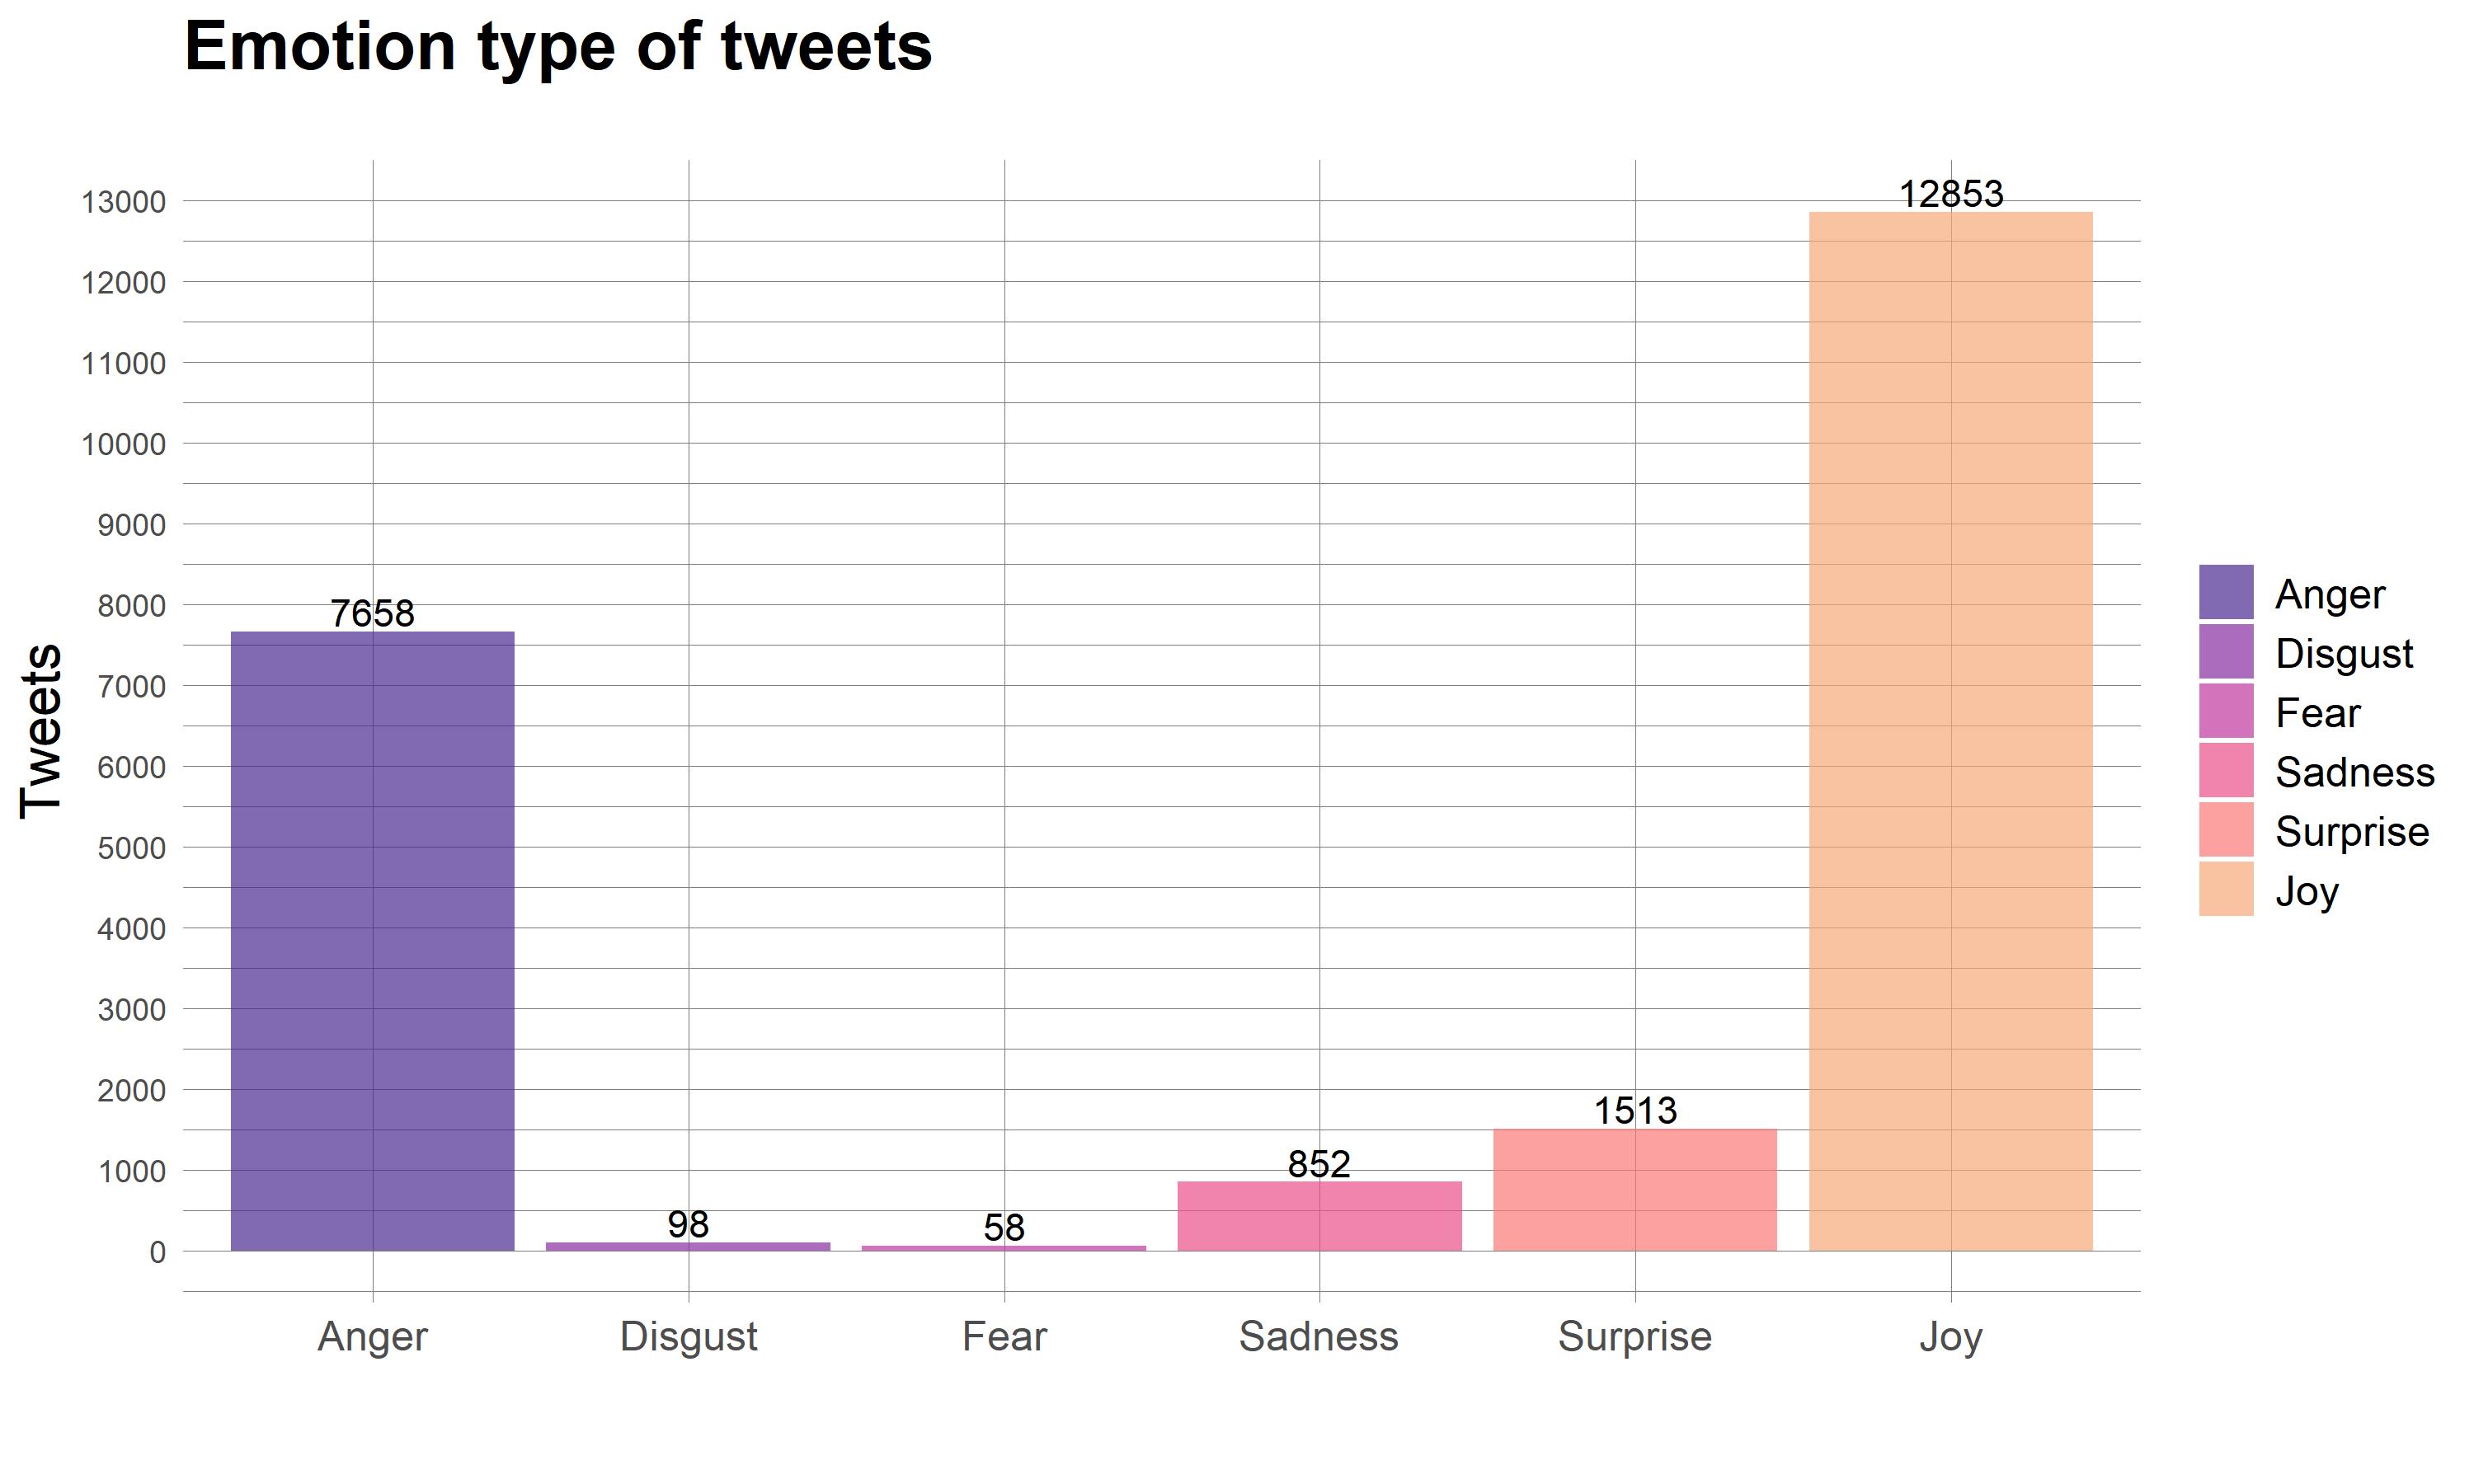 Emotion type of tweets
Tweets
13000
12000
11000
10000
9000
8000
7000
6000
5000
4000
3000
2000
1000
0
7658
98
58
852
1513
12853
Anger
Disgust
Fear
Sadness
Surprise
Joy
Anger
Disgust
Fear
Sadness
Surprise
Joy